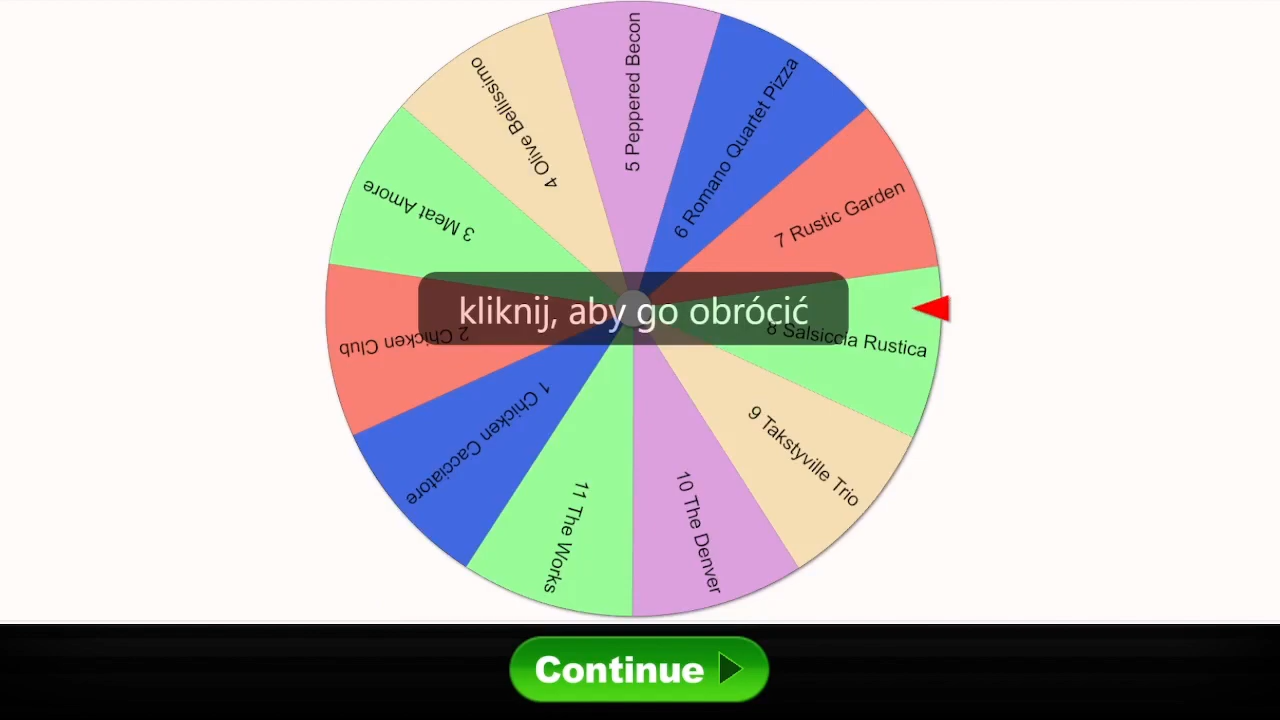 5 Peppered Becon
6 Romano Quartet Pizza
7 Rustic Garden
8 Salsiccia Rustica
9 Takstyville Trio
10 The Denver
11 The Works
1 Chicken Cacciatore
2 Chicken Club
3 Meat Amore
4 Olive Bellissimo
kliknij, aby go obrócić
Continue